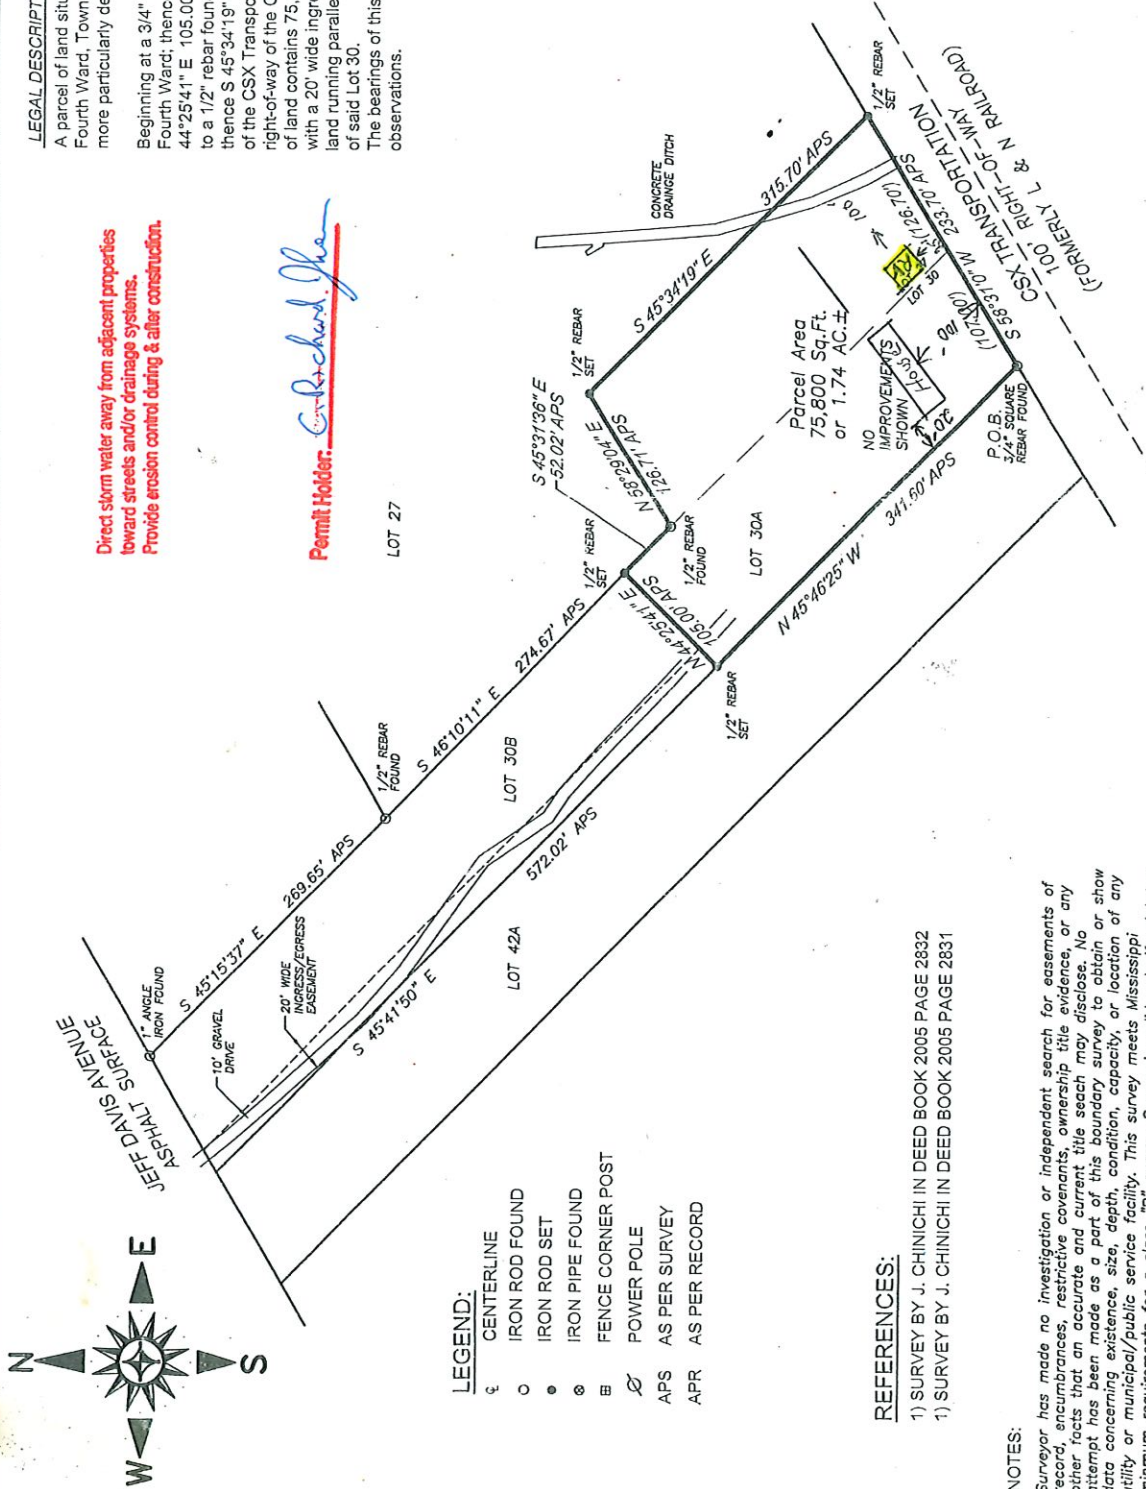 LEGAL DESCRIPT
A parcel of land situ
Fourth Ward, Town
more particularly de
Beginning at a 3/4"
Fourth Ward; thenc
44°25'41" E 105.00
to a 1/2" rebar foun
thence S 45°34'19"
of the CSX Transpo
right-of-way of the C
of land contains 75,
with a 20' wide ingr
land running paralle
of said Lot 30.
The bearings of this
observations.
Direct storm water away from adjacent properties
toward streets and/or drainage systems.
Provide erosion control during & after construction.
Permit Holder:
N
W
E
S
JEFF DAVIS AVENUE
ASPHALT SURFACE
1" ANGLE
IRON FOUND
S 45°15'37" E 269.65' APS
10' GRAVEL
DRIVE
20' WIDE
INGRESS/EGRESS
EASEMENT
S 45°41'50" E 572.02' APS
LOT 42A
1/2" REBAR
FOUND
S 46°10'11" E 274.67' APS
LOT 30B
LOT 27
1/2" REBAR
SET
S 45°31'36" E
52.02' APS
N 44°25'41" E
105.00' APS
1/2" REBAR
SET
1/2" REBAR
FOUND
N 58°29'04" E
126.71' APS
1/2" REBAR
SET
S 45°34'19" E 315.70' APS
CONCRETE
DRAINGE DITCH
1/2" REBAR
SET
LOT 30A
N 45°46'25" W 341.60' APS
Parcel Area
75,800 Sq.Ft.
or 1.74 AC.±
NO
IMPROVEMENTS
SHOWN
House
20'
100'
100'
RV
25'
LOT 36
(126.70')
(107.00')
S 58°31'0" W 233.70' APS
P.O.B.
3/4" SQUARE
REBAR FOUND
CSX TRANSPORTATION
100' RIGHT-OF-WAY
(FORMERLY L & N RAILROAD)
LEGEND:
CENTERLINE
IRON ROD FOUND
IRON ROD SET
IRON PIPE FOUND
FENCE CORNER POST
POWER POLE
APS AS PER SURVEY
APR AS PER RECORD
REFERENCES:
1) SURVEY BY J. CHINICHI IN DEED BOOK 2005 PAGE 2832
1) SURVEY BY J. CHINICHI IN DEED BOOK 2005 PAGE 2831
NOTES:
Surveyor has made no investigation or independent search for easements of
record, encumbrances, restrictive covenants, ownership title evidence, or any
other facts that an accurate and current title seach may disclose. No
attempt has been made as a part of this boundary survey to obtain or show
data concerning existence, size, depth, condition, capacity, or location of any
utility or municipal/public service facility. This survey meets Mississippi
minimum requirements for a class "B"